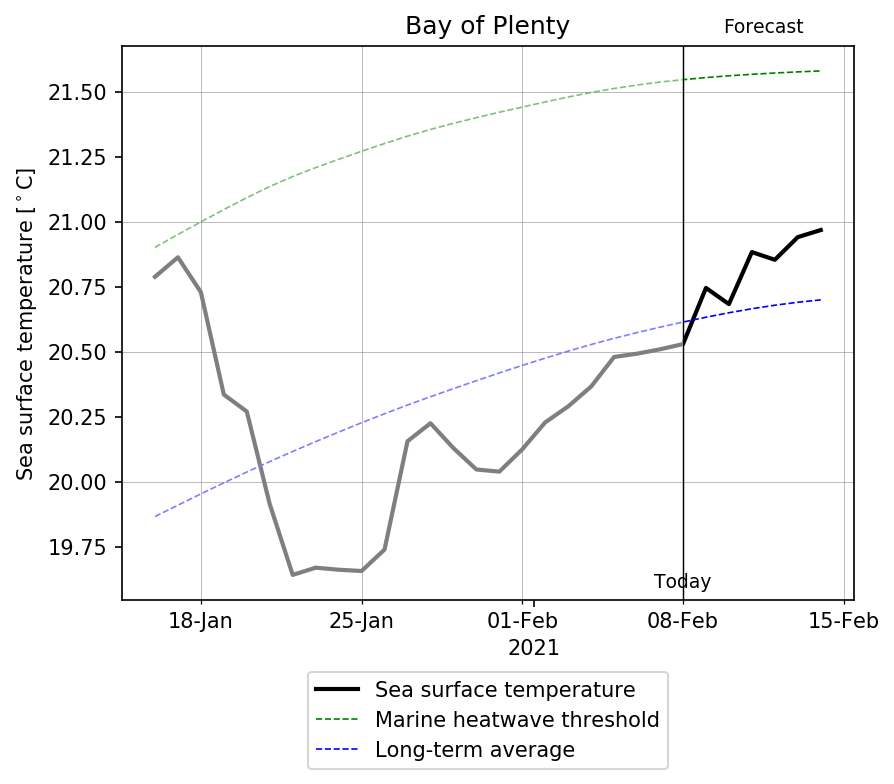 Bay of Plenty
Forecast
21.50
21.25
21.00
20.75
20.50
20.25
20.00
19.75
Sea surface temperature [°C]
Today
18-Jan 25-Jan 01-Feb 08-Feb 15-Feb
2021
Sea surface temperature
Marine heatwave threshold
Long-term average